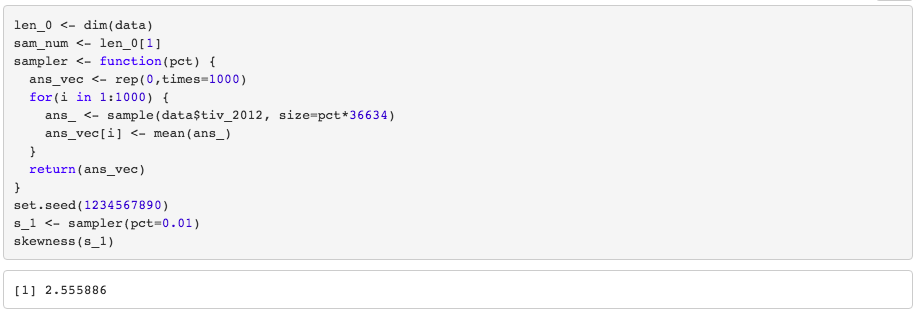 len_0 <- dim(data)
sam_num <- len_0[1]
sampler <- function(pct) {
  ans_vec <- rep(0,times=1000)
  for(i in 1:1000) {
    ans_ <- sample(data$tiv_2012, size=pct*36634)
    ans_vec[i] <- mean(ans_)
  }
  return(ans_vec)
}
set.seed(1234567890)
s_1 <- sampler(pct=0.01)
skewness(s_1)
[1] 2.555886